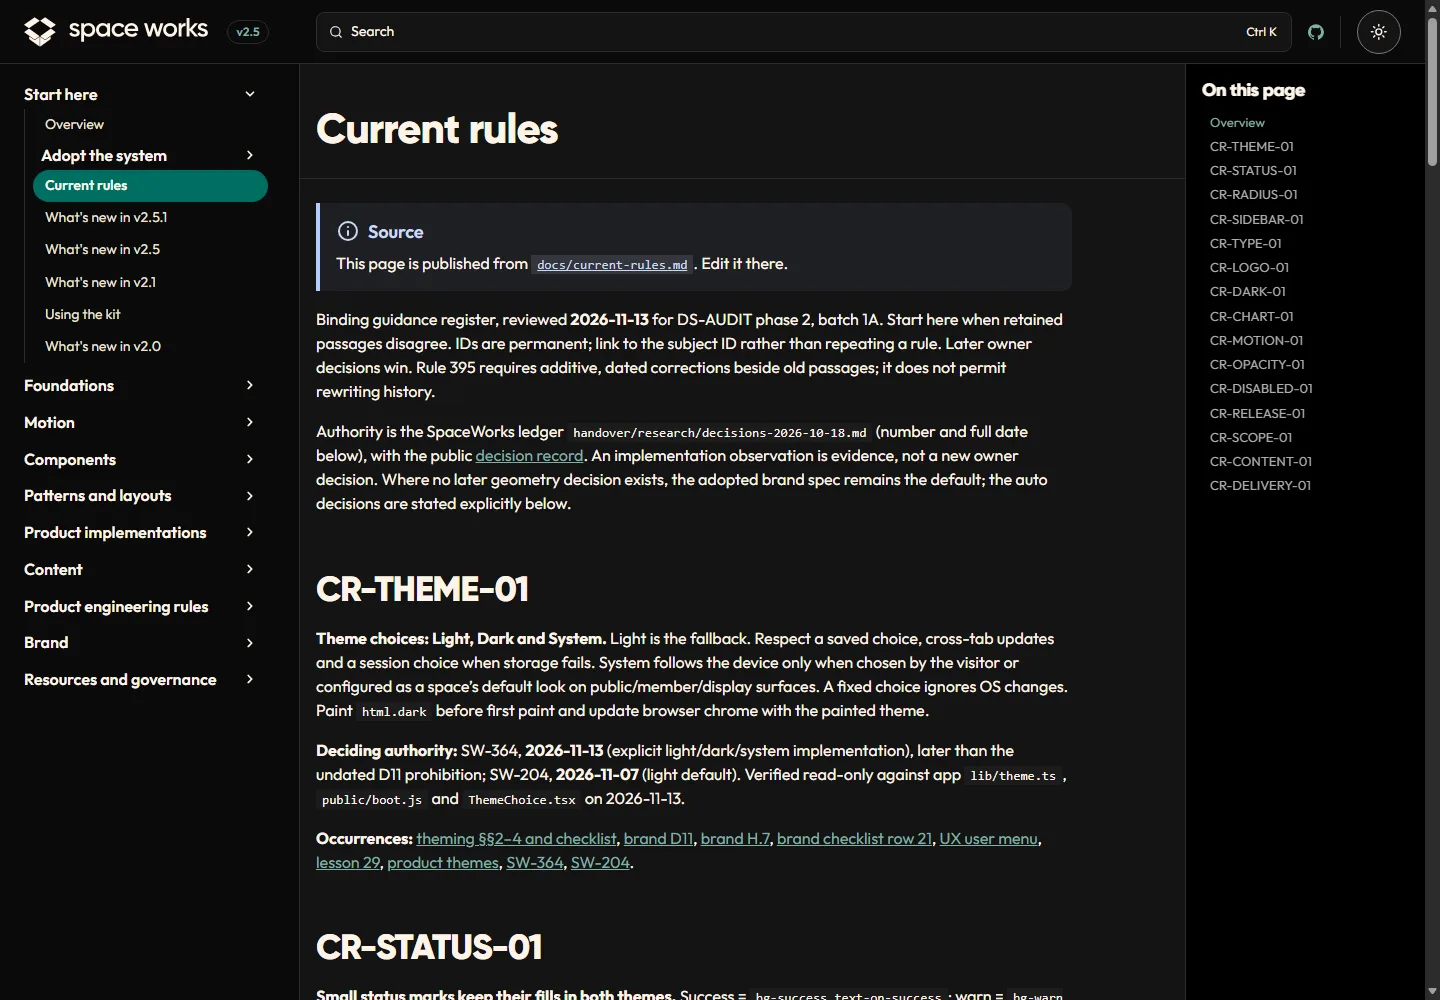 space works
v2.5
Search
Ctrl K
Start here
Overview
Adopt the system
Current rules
What's new in v2.5.1
What's new in v2.5
What's new in v2.1
Using the kit
What's new in v2.0
Foundations
Motion
Components
Patterns and layouts
Product implementations
Content
Product engineering rules
Brand
Resources and governance
Current rules
Source
This page is published from docs/current-rules.md. Edit it there.
Binding guidance register, reviewed 2026-11-13 for DS-AUDIT phase 2, batch 1A. Start here when retained
passages disagree. IDs are permanent; link to the subject ID rather than repeating a rule. Later owner
decisions win. Rule 395 requires additive, dated corrections beside old passages; it does not permit
rewriting history.
Authority is the SpaceWorks ledger handover/research/decisions-2026-10-18.md (number and full date
below), with the public decision record. An implementation observation is evidence, not a new owner
decision. Where no later geometry decision exists, the adopted brand spec remains the default; the auto
decisions are stated explicitly below.
CR-THEME-01
Theme choices: Light, Dark and System. Light is the fallback. Respect a saved choice, cross-tab updates
and a session choice when storage fails. System follows the device only when chosen by the visitor or
configured as a space’s default look on public/member/display surfaces. A fixed choice ignores OS changes.
Paint html.dark before first paint and update browser chrome with the painted theme.
Deciding authority: SW-364, 2026-11-13 (explicit light/dark/system implementation), later than the
undated D11 prohibition; SW-204, 2026-11-07 (light default). Verified read-only against app lib/theme.ts,
public/boot.js and ThemeChoice.tsx on 2026-11-13.
Occurrences: theming §§2–4 and checklist, brand D11, brand H.7, brand checklist row 21, UX user menu,
lesson 29, product themes, SW-364, SW-204.
CR-STATUS-01
Small status marks keep their fills in both themes. Success = bg-success text-on-success; warn = bg-warn
On this page
Overview
CR-THEME-01
CR-STATUS-01
CR-RADIUS-01
CR-SIDEBAR-01
CR-TYPE-01
CR-LOGO-01
CR-DARK-01
CR-CHART-01
CR-MOTION-01
CR-OPACITY-01
CR-DISABLED-01
CR-RELEASE-01
CR-SCOPE-01
CR-CONTENT-01
CR-DELIVERY-01